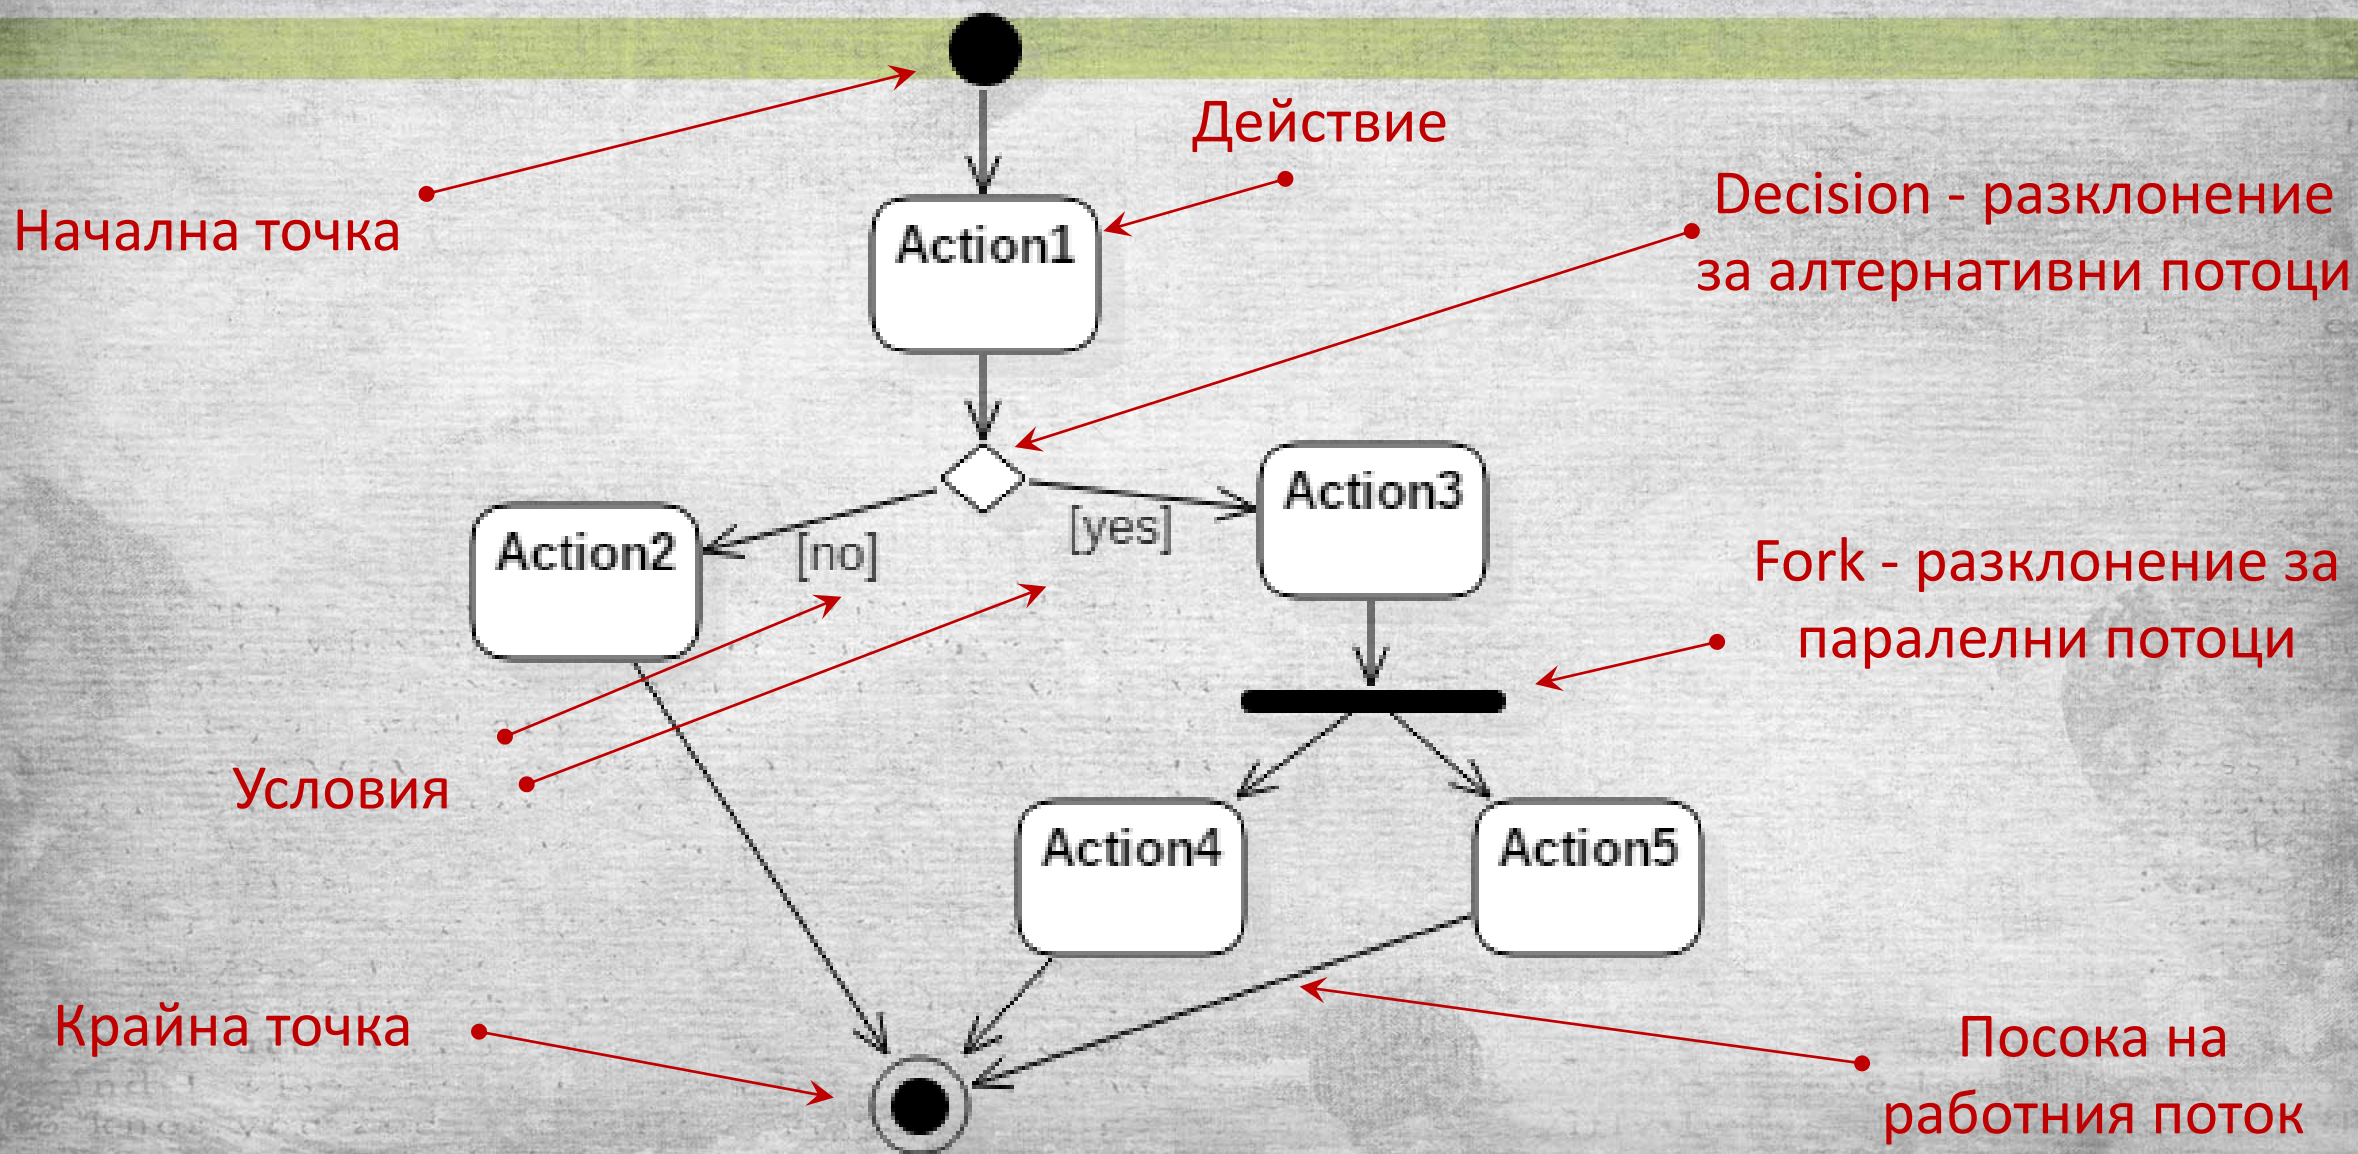 Действие
Decision - разклонение
за алтернативни потоци
Начална точка
Action1
Action3
[yes]
[no]
Action2
Fork - разклонение за
паралелни потоци
Условия
Action4
Action5
Крайна точка
Посока на
работния поток